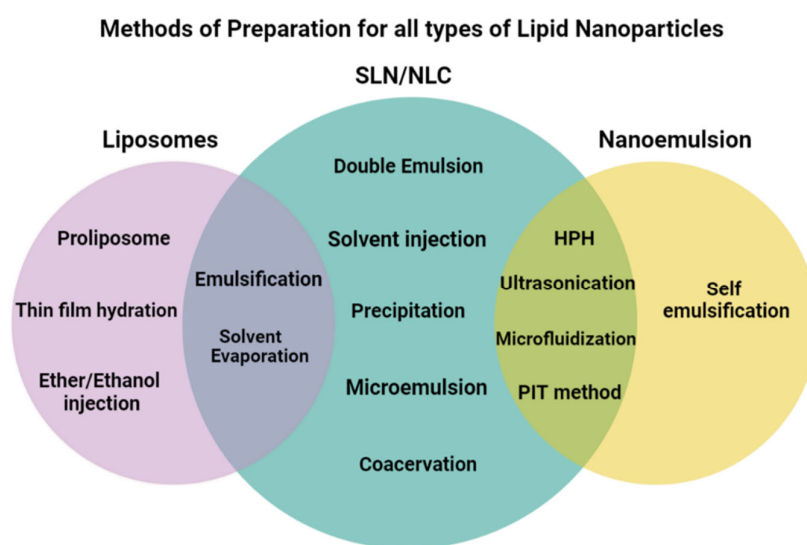 Methods of Preparation for all types of Lipid Nanoparticles
SLN/NLC
Liposomes
Nanoemulsion
Proliposome
Thin film hydration
Ether/Ethanol
injection
Emulsification
Solvent
Evaporation
Double Emulsion
Solvent injection
Precipitation
Microemulsion
Coacervation
HPH
Ultrasonication
Microfluidization
PIT method
Self
emulsification